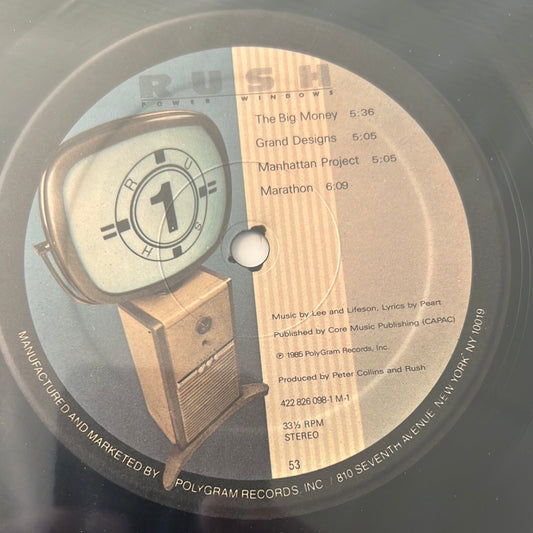 RUSH
POWER WINDOWS
The Big Money 5:36
Grand Designs 5:05
Manhattan Project 5:05
Marathon 6:09
R U S H
1
Music by Lee and Lifeson, Lyrics by Peart
Published by Core Music Publishing (CAPAC)
℗ 1985 PolyGram Records, Inc.
Produced by Peter Collins and Rush
422 826 098-1 M-1
33⅓ RPM
STEREO
53
MANUFACTURED AND MARKETED BY POLYGRAM RECORDS, INC. / 810 SEVENTH AVENUE, NEW YORK, NY 10019